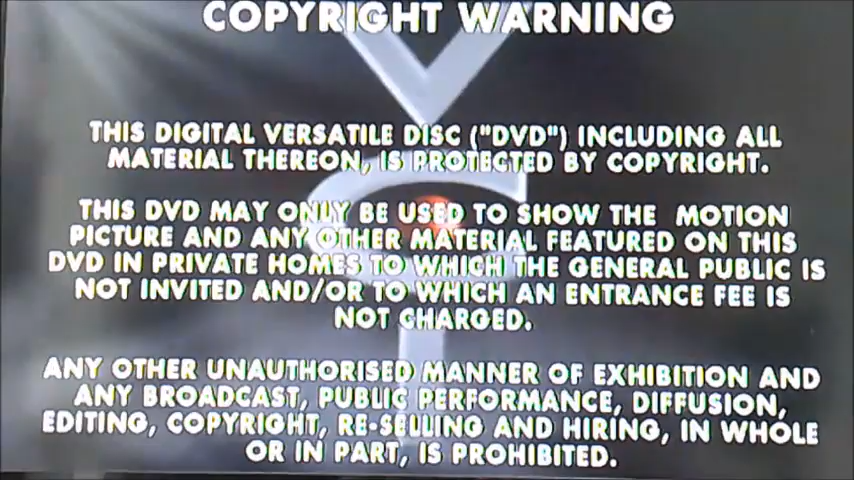 COPYRIGHT WARNING
THIS DIGITAL VERSATILE DISC ("DVD") INCLUDING ALL
MATERIAL THEREON, IS PROTECTED BY COPYRIGHT.
THIS DVD MAY ONLY BE USED TO SHOW THE MOTION
PICTURE AND ANY OTHER MATERIAL FEATURED ON THIS
DVD IN PRIVATE HOMES TO WHICH THE GENERAL PUBLIC IS
NOT INVITED AND/OR TO WHICH AN ENTRANCE FEE IS
NOT CHARGED.
ANY OTHER UNAUTHORISED MANNER OF EXHIBITION AND
ANY BROADCAST, PUBLIC PERFORMANCE, DIFFUSION,
EDITING, COPYRIGHT, RE-SELLING AND HIRING, IN WHOLE
OR IN PART, IS PROHIBITED.